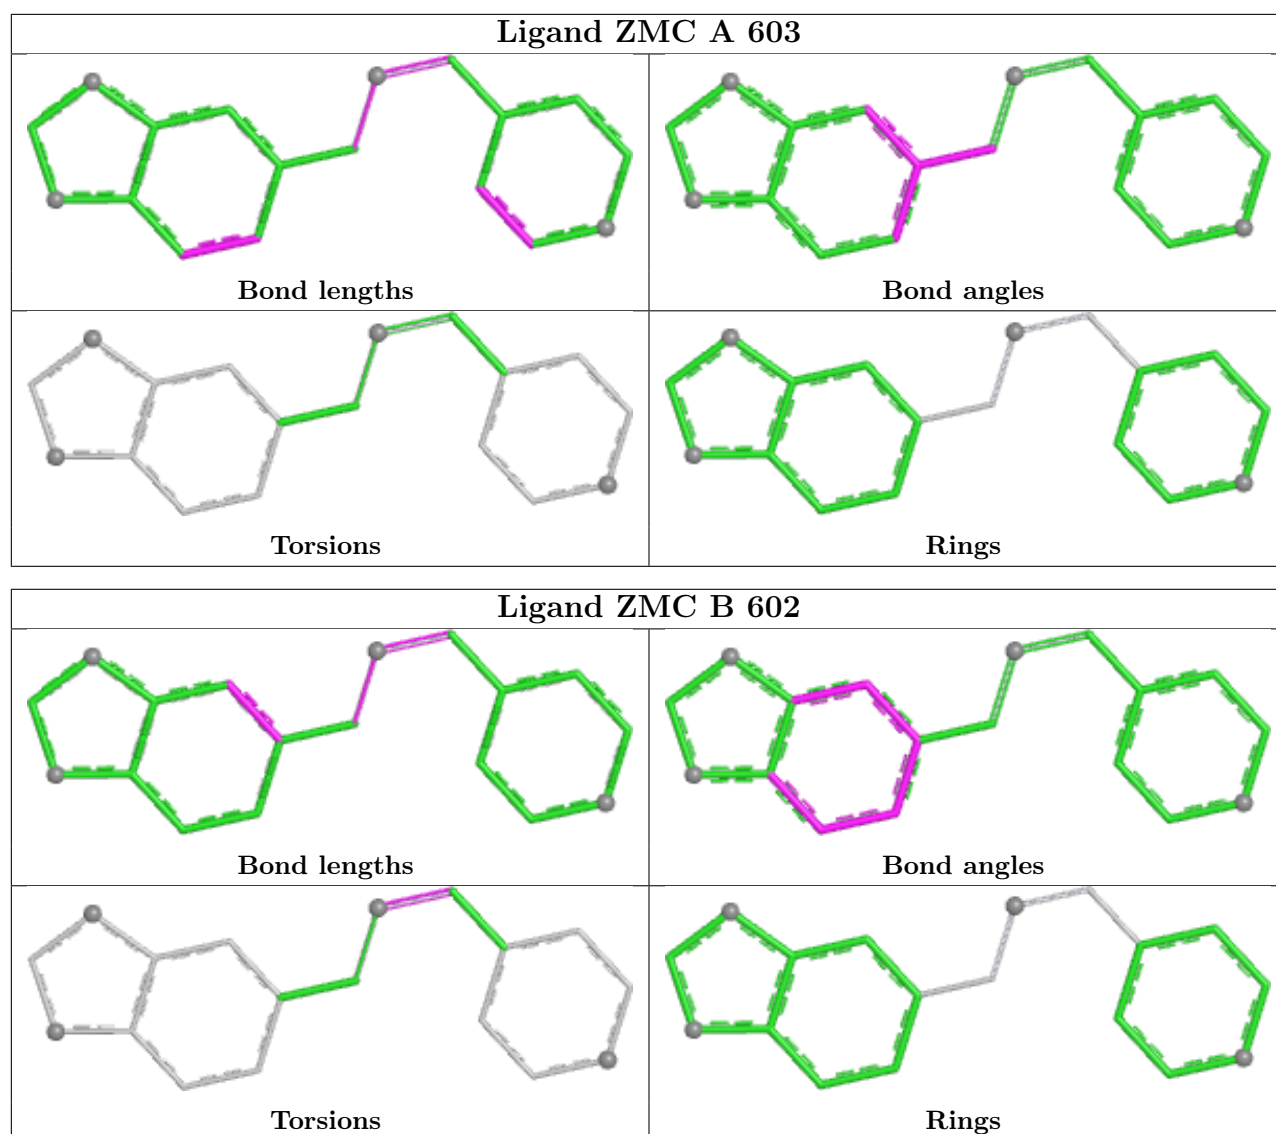 Ligand ZMC A 603
Bond lengths
Bond angles
Torsions
Rings
Ligand ZMC B 602
Bond lengths
Bond angles
Torsions
Rings